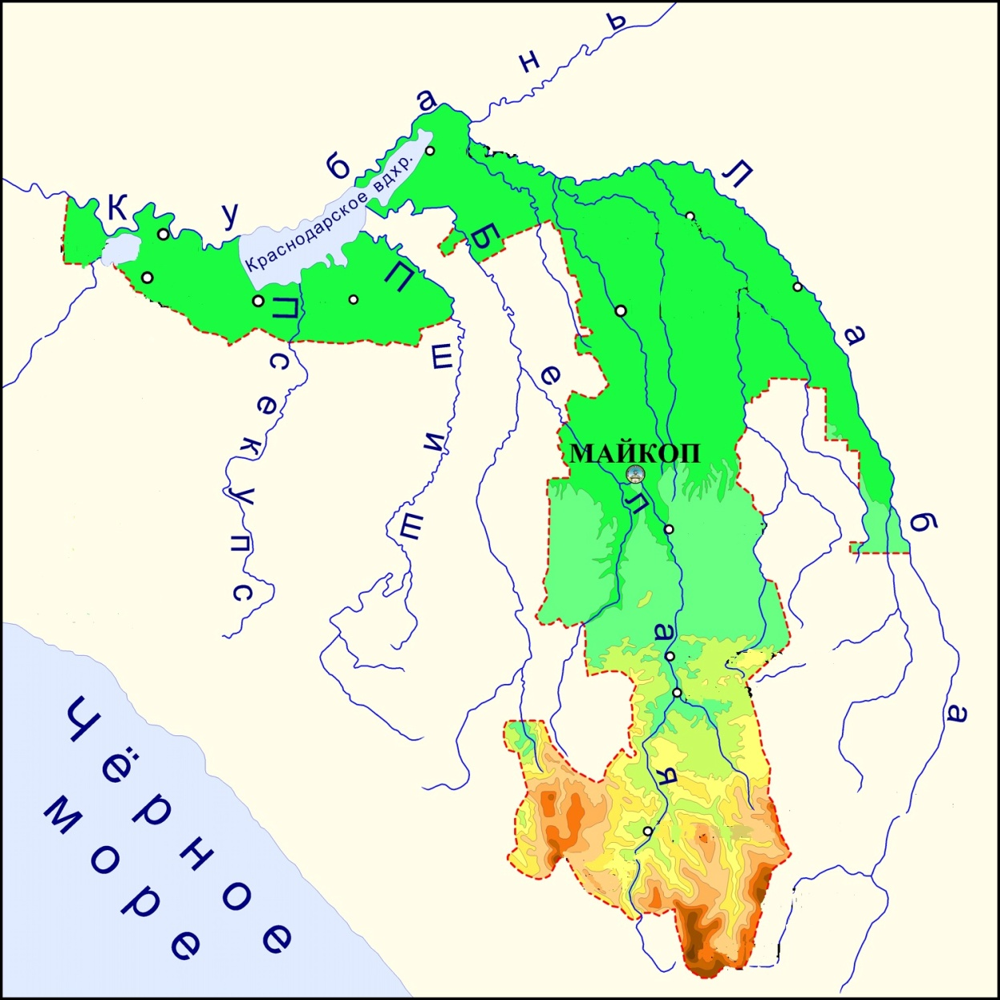 Кубань
Лаба
Краснодарское вдхр.
Белая
Пшиш
Псекупс
МАЙКОП
Чёрное
море